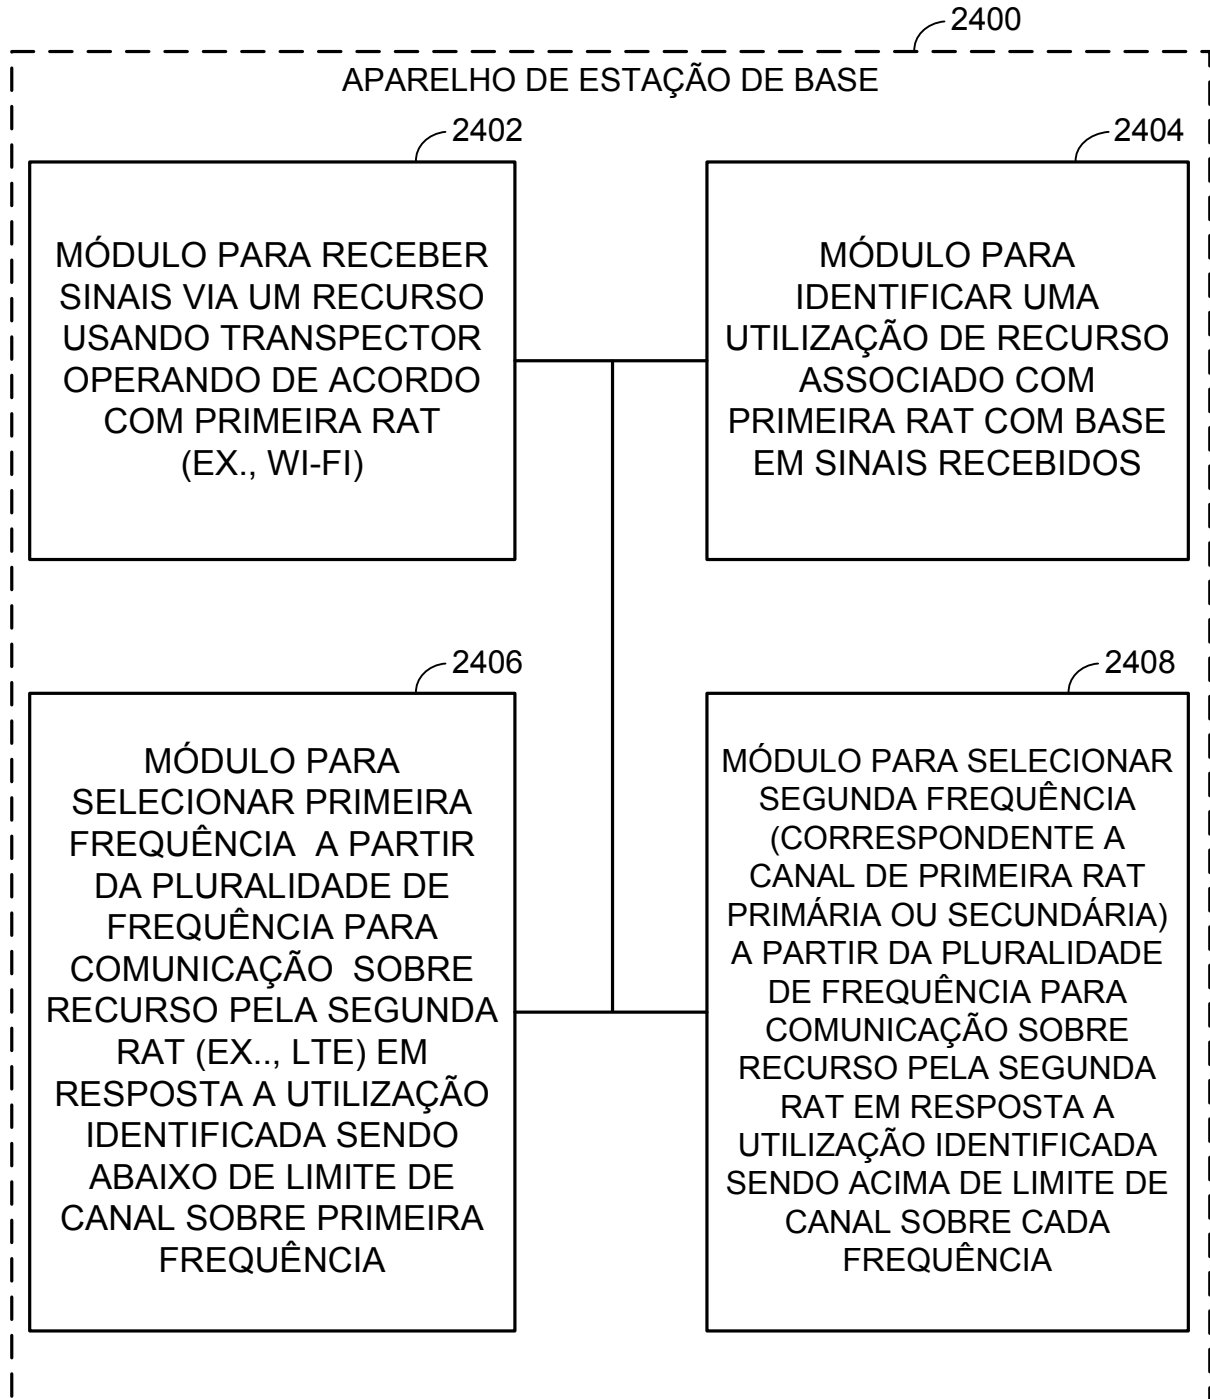 2400
APARELHO DE ESTAÇÃO DE BASE
2402
MÓDULO PARA RECEBER
SINAIS VIA UM RECURSO
USANDO TRANSPECTOR
OPERANDO DE ACORDO
COM PRIMEIRA RAT
(EX., WI-FI)
2404
MÓDULO PARA
IDENTIFICAR UMA
UTILIZAÇÃO DE RECURSO
ASSOCIADO COM
PRIMEIRA RAT COM BASE
EM SINAIS RECEBIDOS
2406
MÓDULO PARA
SELECIONAR PRIMEIRA
FREQUÊNCIA A PARTIR
DA PLURALIDADE DE
FREQUÊNCIA PARA
COMUNICAÇÃO SOBRE
RECURSO PELA SEGUNDA
RAT (EX.., LTE) EM
RESPOSTA A UTILIZAÇÃO
IDENTIFICADA SENDO
ABAIXO DE LIMITE DE
CANAL SOBRE PRIMEIRA
FREQUÊNCIA
2408
MÓDULO PARA SELECIONAR
SEGUNDA FREQUÊNCIA
(CORRESPONDENTE A
CANAL DE PRIMEIRA RAT
PRIMÁRIA OU SECUNDÁRIA)
A PARTIR DA PLURALIDADE
DE FREQUÊNCIA PARA
COMUNICAÇÃO SOBRE
RECURSO PELA SEGUNDA
RAT EM RESPOSTA A
UTILIZAÇÃO IDENTIFICADA
SENDO ACIMA DE LIMITE DE
CANAL SOBRE CADA
FREQUÊNCIA